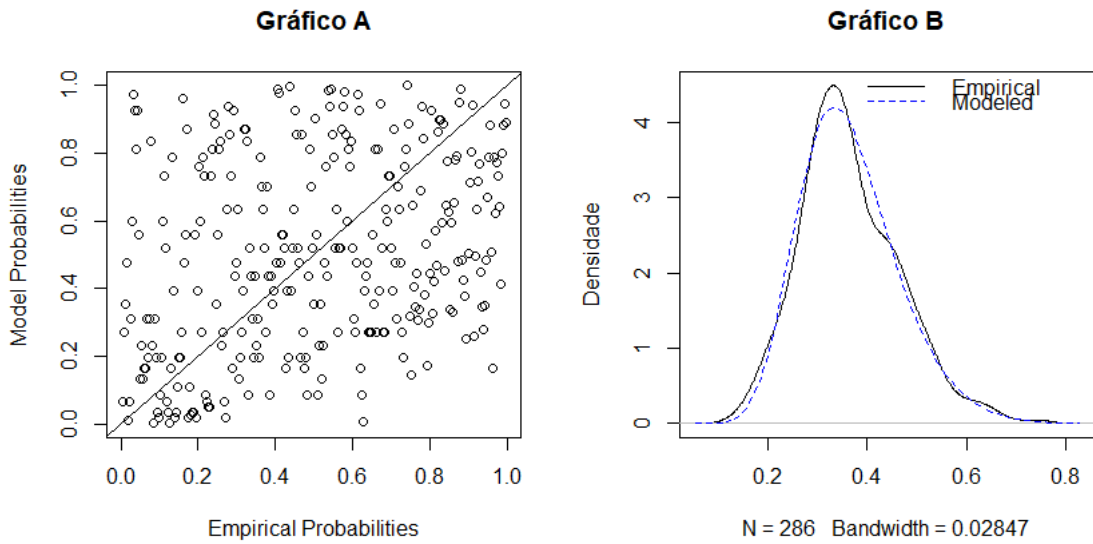 Gráfico A
Model Probabilities
1.0
0.8
0.6
0.4
0.2
0.0
0.0 0.2 0.4 0.6 0.8 1.0
Empirical Probabilities
Gráfico B
Densidade
4
3
2
1
0
Empirical
Modeled
0.2 0.4 0.6 0.8
N = 286 Bandwidth = 0.02847